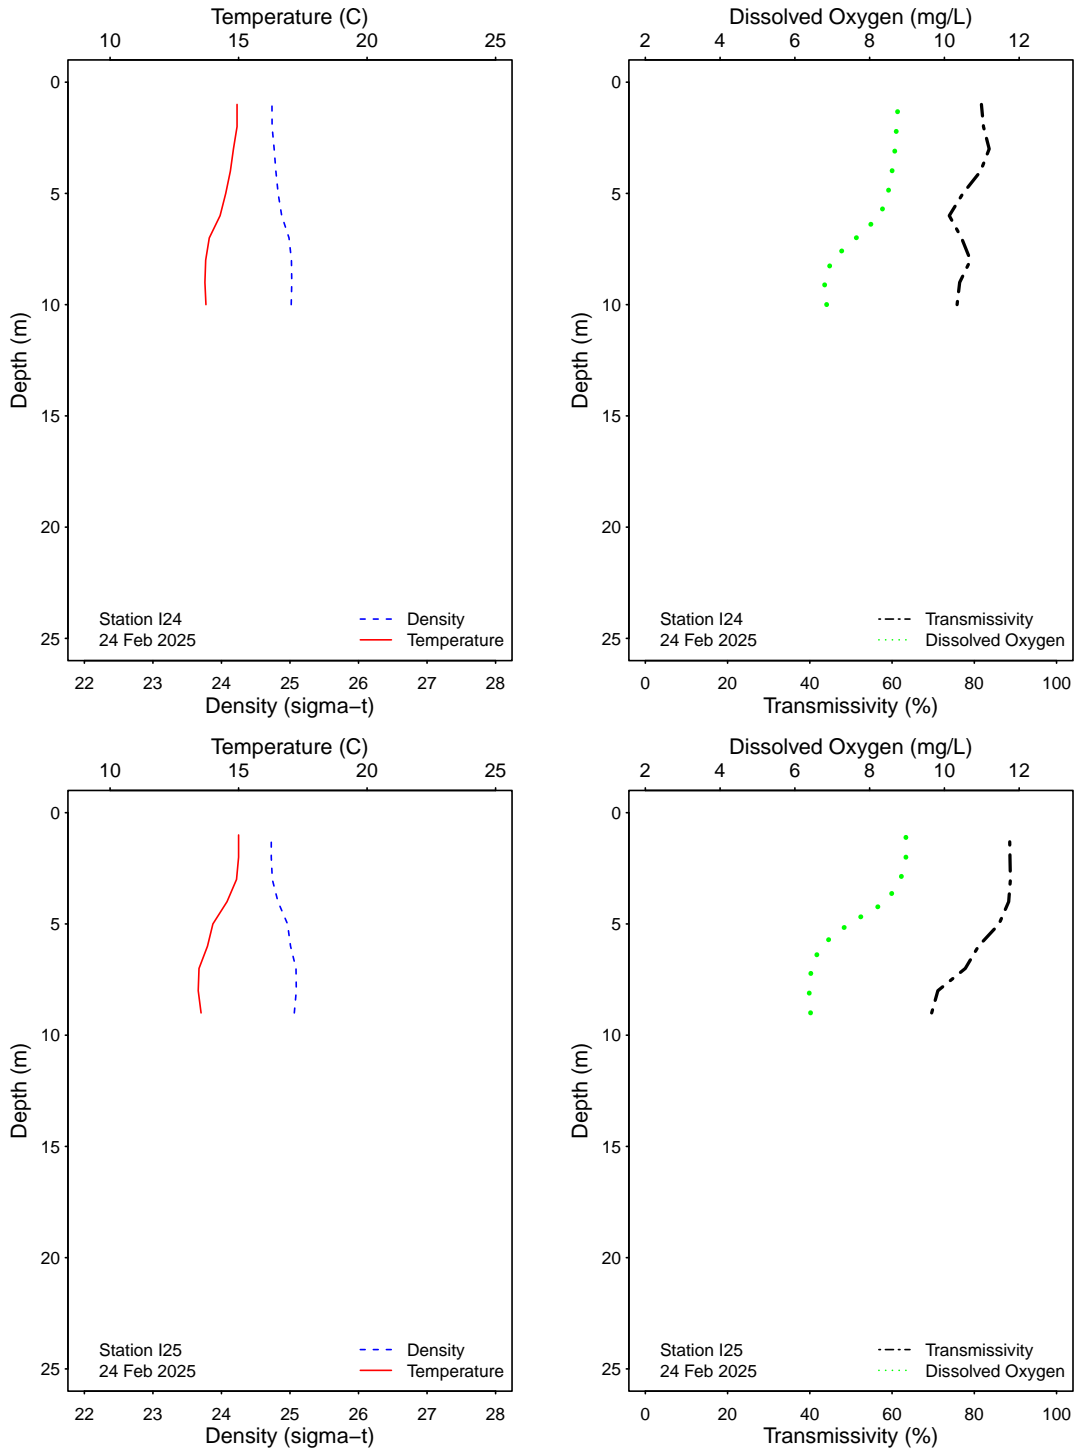 Temperature (C)
10 15 20 25
0
5
10
15
20
25
Depth (m)
Station I24
24 Feb 2025
Density
Temperature
22 23 24 25 26 27 28
Density (sigma−t)
Dissolved Oxygen (mg/L)
2 4 6 8 10 12
0
5
10
15
20
25
Depth (m)
Station I24
24 Feb 2025
Transmissivity
Dissolved Oxygen
0 20 40 60 80 100
Transmissivity (%)
Temperature (C)
10 15 20 25
0
5
10
15
20
25
Depth (m)
Station I25
24 Feb 2025
Density
Temperature
22 23 24 25 26 27 28
Density (sigma−t)
Dissolved Oxygen (mg/L)
2 4 6 8 10 12
0
5
10
15
20
25
Depth (m)
Station I25
24 Feb 2025
Transmissivity
Dissolved Oxygen
0 20 40 60 80 100
Transmissivity (%)